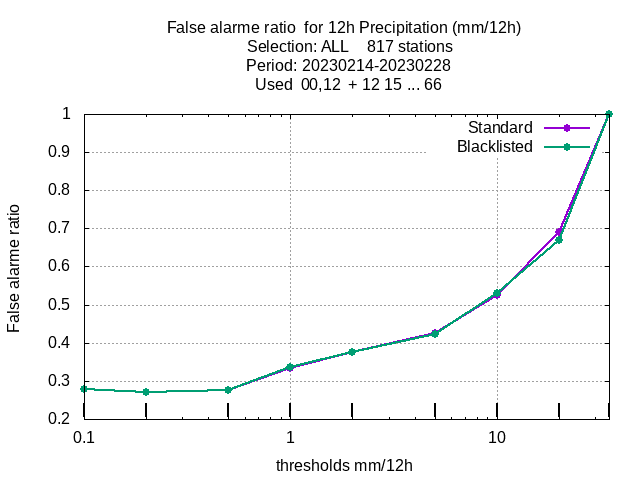 False alarme ratio  for 12h Precipitation (mm/12h)
Selection: ALL    817 stations
Period: 20230214-20230228
Used  00,12  + 12 15 ... 66
Standard
Blacklisted
False alarme ratio
1
0.9
0.8
0.7
0.6
0.5
0.4
0.3
0.2
0.1
1
10
thresholds mm/12h